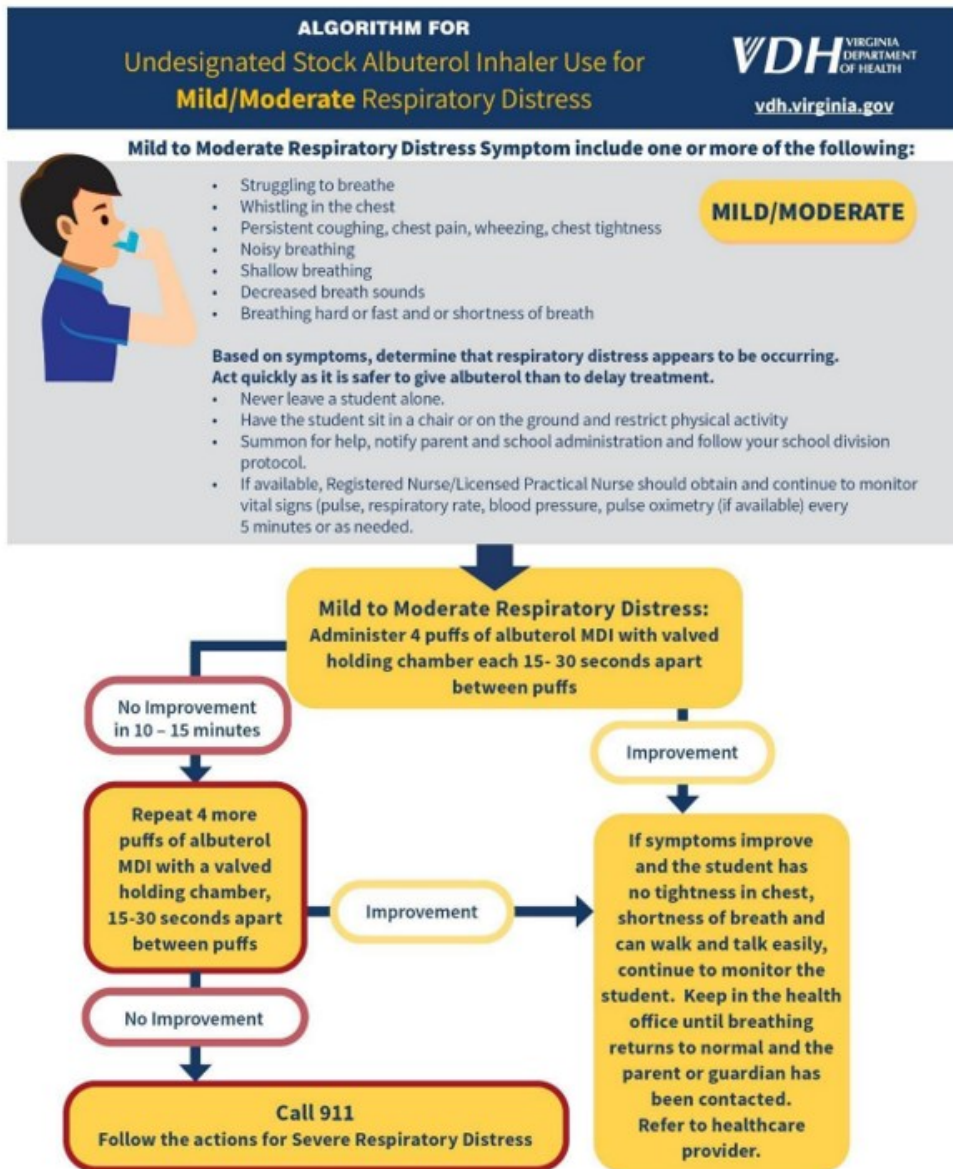 ALGORITHM FOR
Undesignated Stock Albuterol Inhaler Use for
Mild/Moderate Respiratory Distress
VDH VIRGINIA
DEPARTMENT
OF HEALTH
vdh.virginia.gov
Mild to Moderate Respiratory Distress Symptom include one or more of the following:
• Struggling to breathe
• Whistling in the chest
• Persistent coughing, chest pain, wheezing, chest tightness
• Noisy breathing
• Shallow breathing
• Decreased breath sounds
• Breathing hard or fast and or shortness of breath
MILD/MODERATE
Based on symptoms, determine that respiratory distress appears to be occurring.
Act quickly as it is safer to give albuterol than to delay treatment.
• Never leave a student alone.
• Have the student sit in a chair or on the ground and restrict physical activity
• Summon for help, notify parent and school administration and follow your school division
protocol.
• If available, Registered Nurse/Licensed Practical Nurse should obtain and continue to monitor
vital signs (pulse, respiratory rate, blood pressure, pulse oximetry (if available) every
5 minutes or as needed.
Mild to Moderate Respiratory Distress:
Administer 4 puffs of albuterol MDI with valved
holding chamber each 15- 30 seconds apart
between puffs
No Improvement
in 10 – 15 minutes
Improvement
Repeat 4 more
puffs of albuterol
MDI with a valved
holding chamber,
15-30 seconds apart
between puffs
Improvement
If symptoms improve
and the student has
no tightness in chest,
shortness of breath and
can walk and talk easily,
continue to monitor the
student. Keep in the health
office until breathing
returns to normal and the
parent or guardian has
been contacted.
Refer to healthcare
provider.
No Improvement
Call 911
Follow the actions for Severe Respiratory Distress